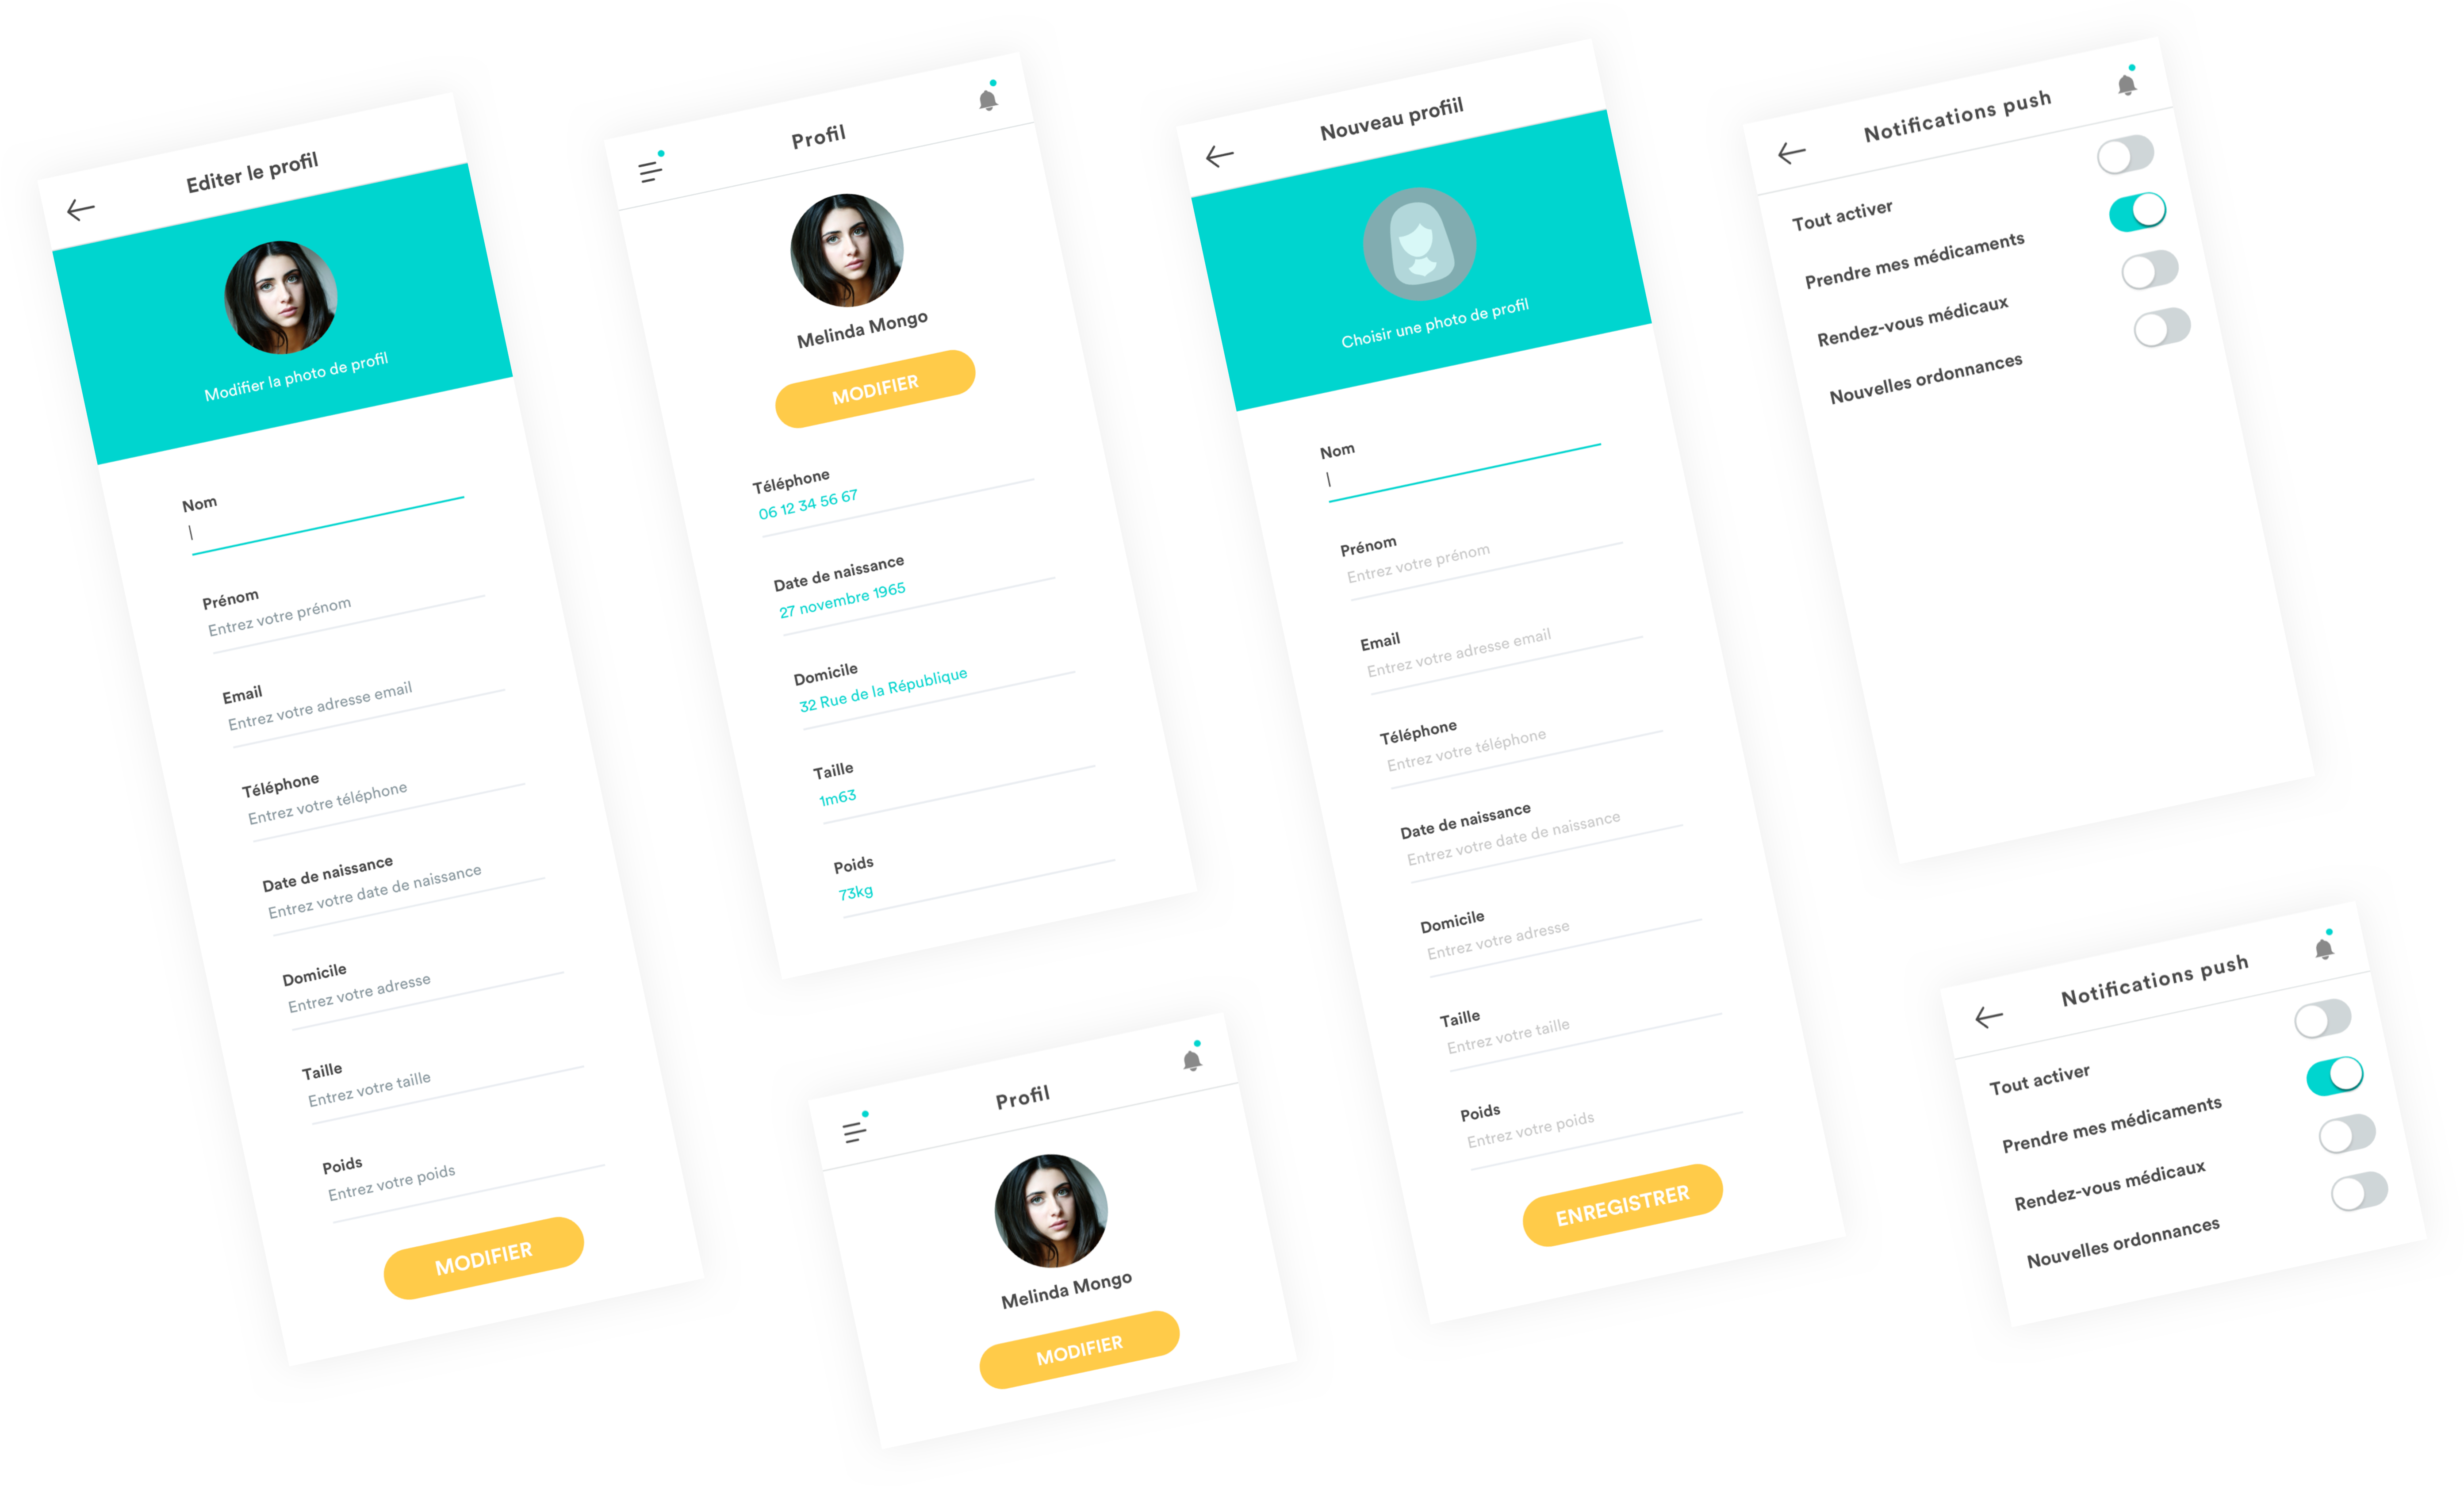 Editer le profil
Modifier la photo de profil
Nom
Prénom
Entrez votre prénom
Email
Entrez votre adresse email
Téléphone
Entrez votre téléphone
Date de naissance
Entrez votre date de naissance
Domicile
Entrez votre adresse
Taille
Entrez votre taille
Poids
Entrez votre poids
MODIFIER
Profil
Melinda Mongo
MODIFIER
Téléphone
06 12 34 56 67
Date de naissance
27 novembre 1965
Domicile
32 Rue de la République
Taille
1m63
Poids
73kg
Profil
Melinda Mongo
MODIFIER
Nouveau profiil
Choisir une photo de profil
Nom
Prénom
Entrez votre prénom
Email
Entrez votre adresse email
Téléphone
Entrez votre téléphone
Date de naissance
Entrez votre date de naissance
Domicile
Entrez votre adresse
Taille
Entrez votre taille
Poids
Entrez votre poids
ENREGISTRER
Notifications push
Tout activer
Prendre mes médicaments
Rendez-vous médicaux
Nouvelles ordonnances
Notifications push
Tout activer
Prendre mes médicaments
Rendez-vous médicaux
Nouvelles ordonnances